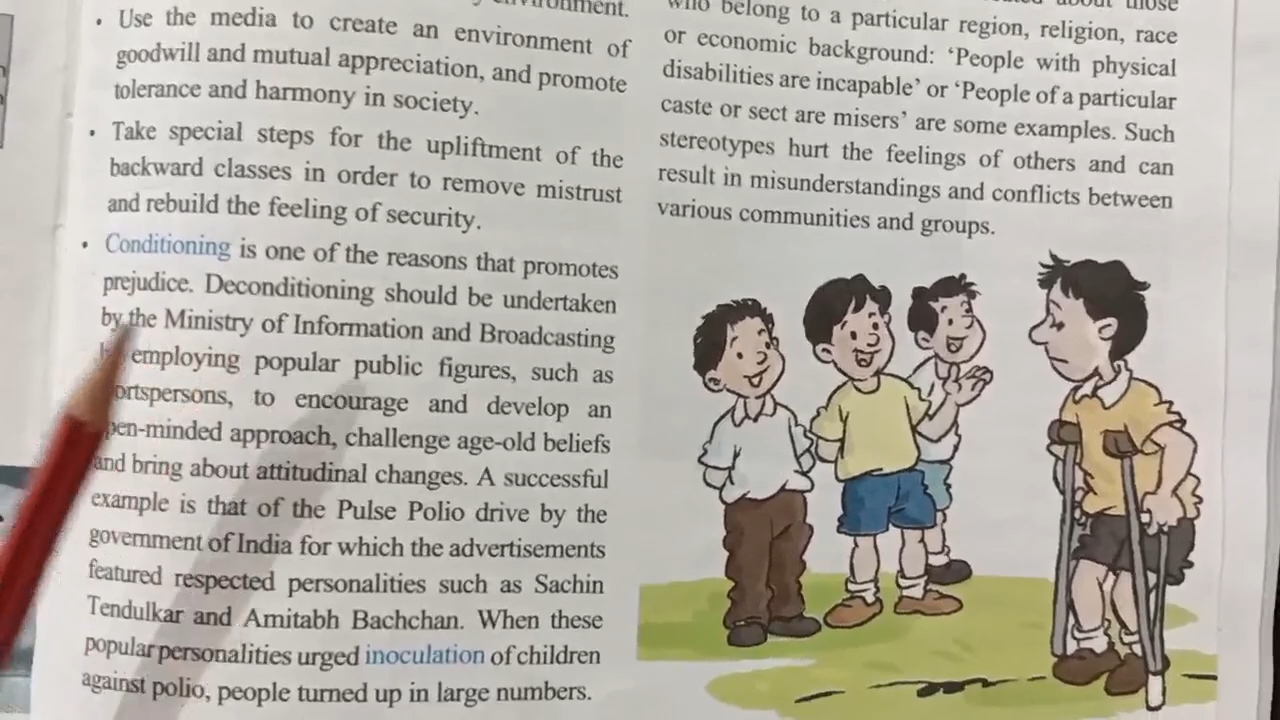 environment.
• Use the media to create an environment of
goodwill and mutual appreciation, and promote
tolerance and harmony in society.
• Take special steps for the upliftment of the
backward classes in order to remove mistrust
and rebuild the feeling of security.
• Conditioning is one of the reasons that promotes
prejudice. Deconditioning should be undertaken
by the Ministry of Information and Broadcasting
employing popular public figures, such as
ortspersons, to encourage and develop an
pen-minded approach, challenge age-old beliefs
and bring about attitudinal changes. A successful
example is that of the Pulse Polio drive by the
government of India for which the advertisements
featured respected personalities such as Sachin
Tendulkar and Amitabh Bachchan. When these
popular personalities urged inoculation of children
against polio, people turned up in large numbers.
about those
who belong to a particular region, religion, race
or economic background: ‘People with physical
disabilities are incapable’ or ‘People of a particular
caste or sect are misers’ are some examples. Such
stereotypes hurt the feelings of others and can
result in misunderstandings and conflicts between
various communities and groups.